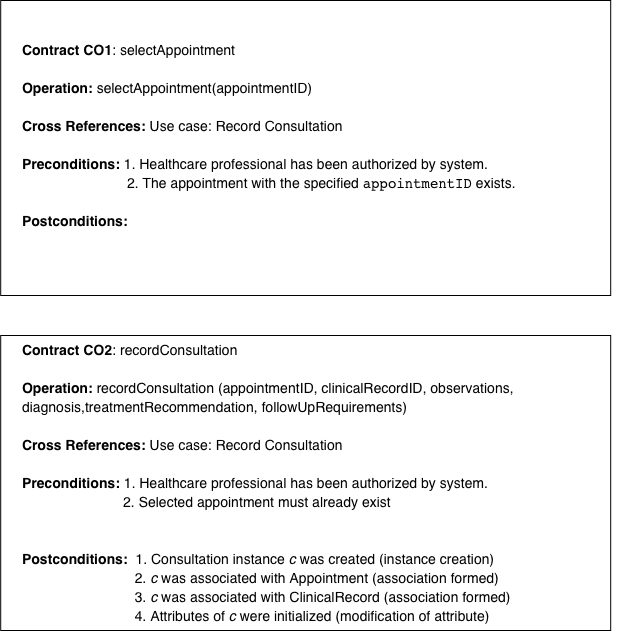 Contract CO1: selectAppointment
Operation: selectAppointment(appointmentID)
Cross References: Use case: Record Consultation
Preconditions: 1. Healthcare professional has been authorized by system.
2. The appointment with the specified appointmentID exists.
Postconditions:
Contract CO2: recordConsultation
Operation: recordConsultation (appointmentID, clinicalRecordID, observations,
diagnosis,treatmentRecommendation, followUpRequirements)
Cross References: Use case: Record Consultation
Preconditions: 1. Healthcare professional has been authorized by system.
2. Selected appointment must already exist
Postconditions: 1. Consultation instance c was created (instance creation)
2. c was associated with Appointment (association formed)
3. c was associated with ClinicalRecord (association formed)
4. Attributes of c were initialized (modification of attribute)